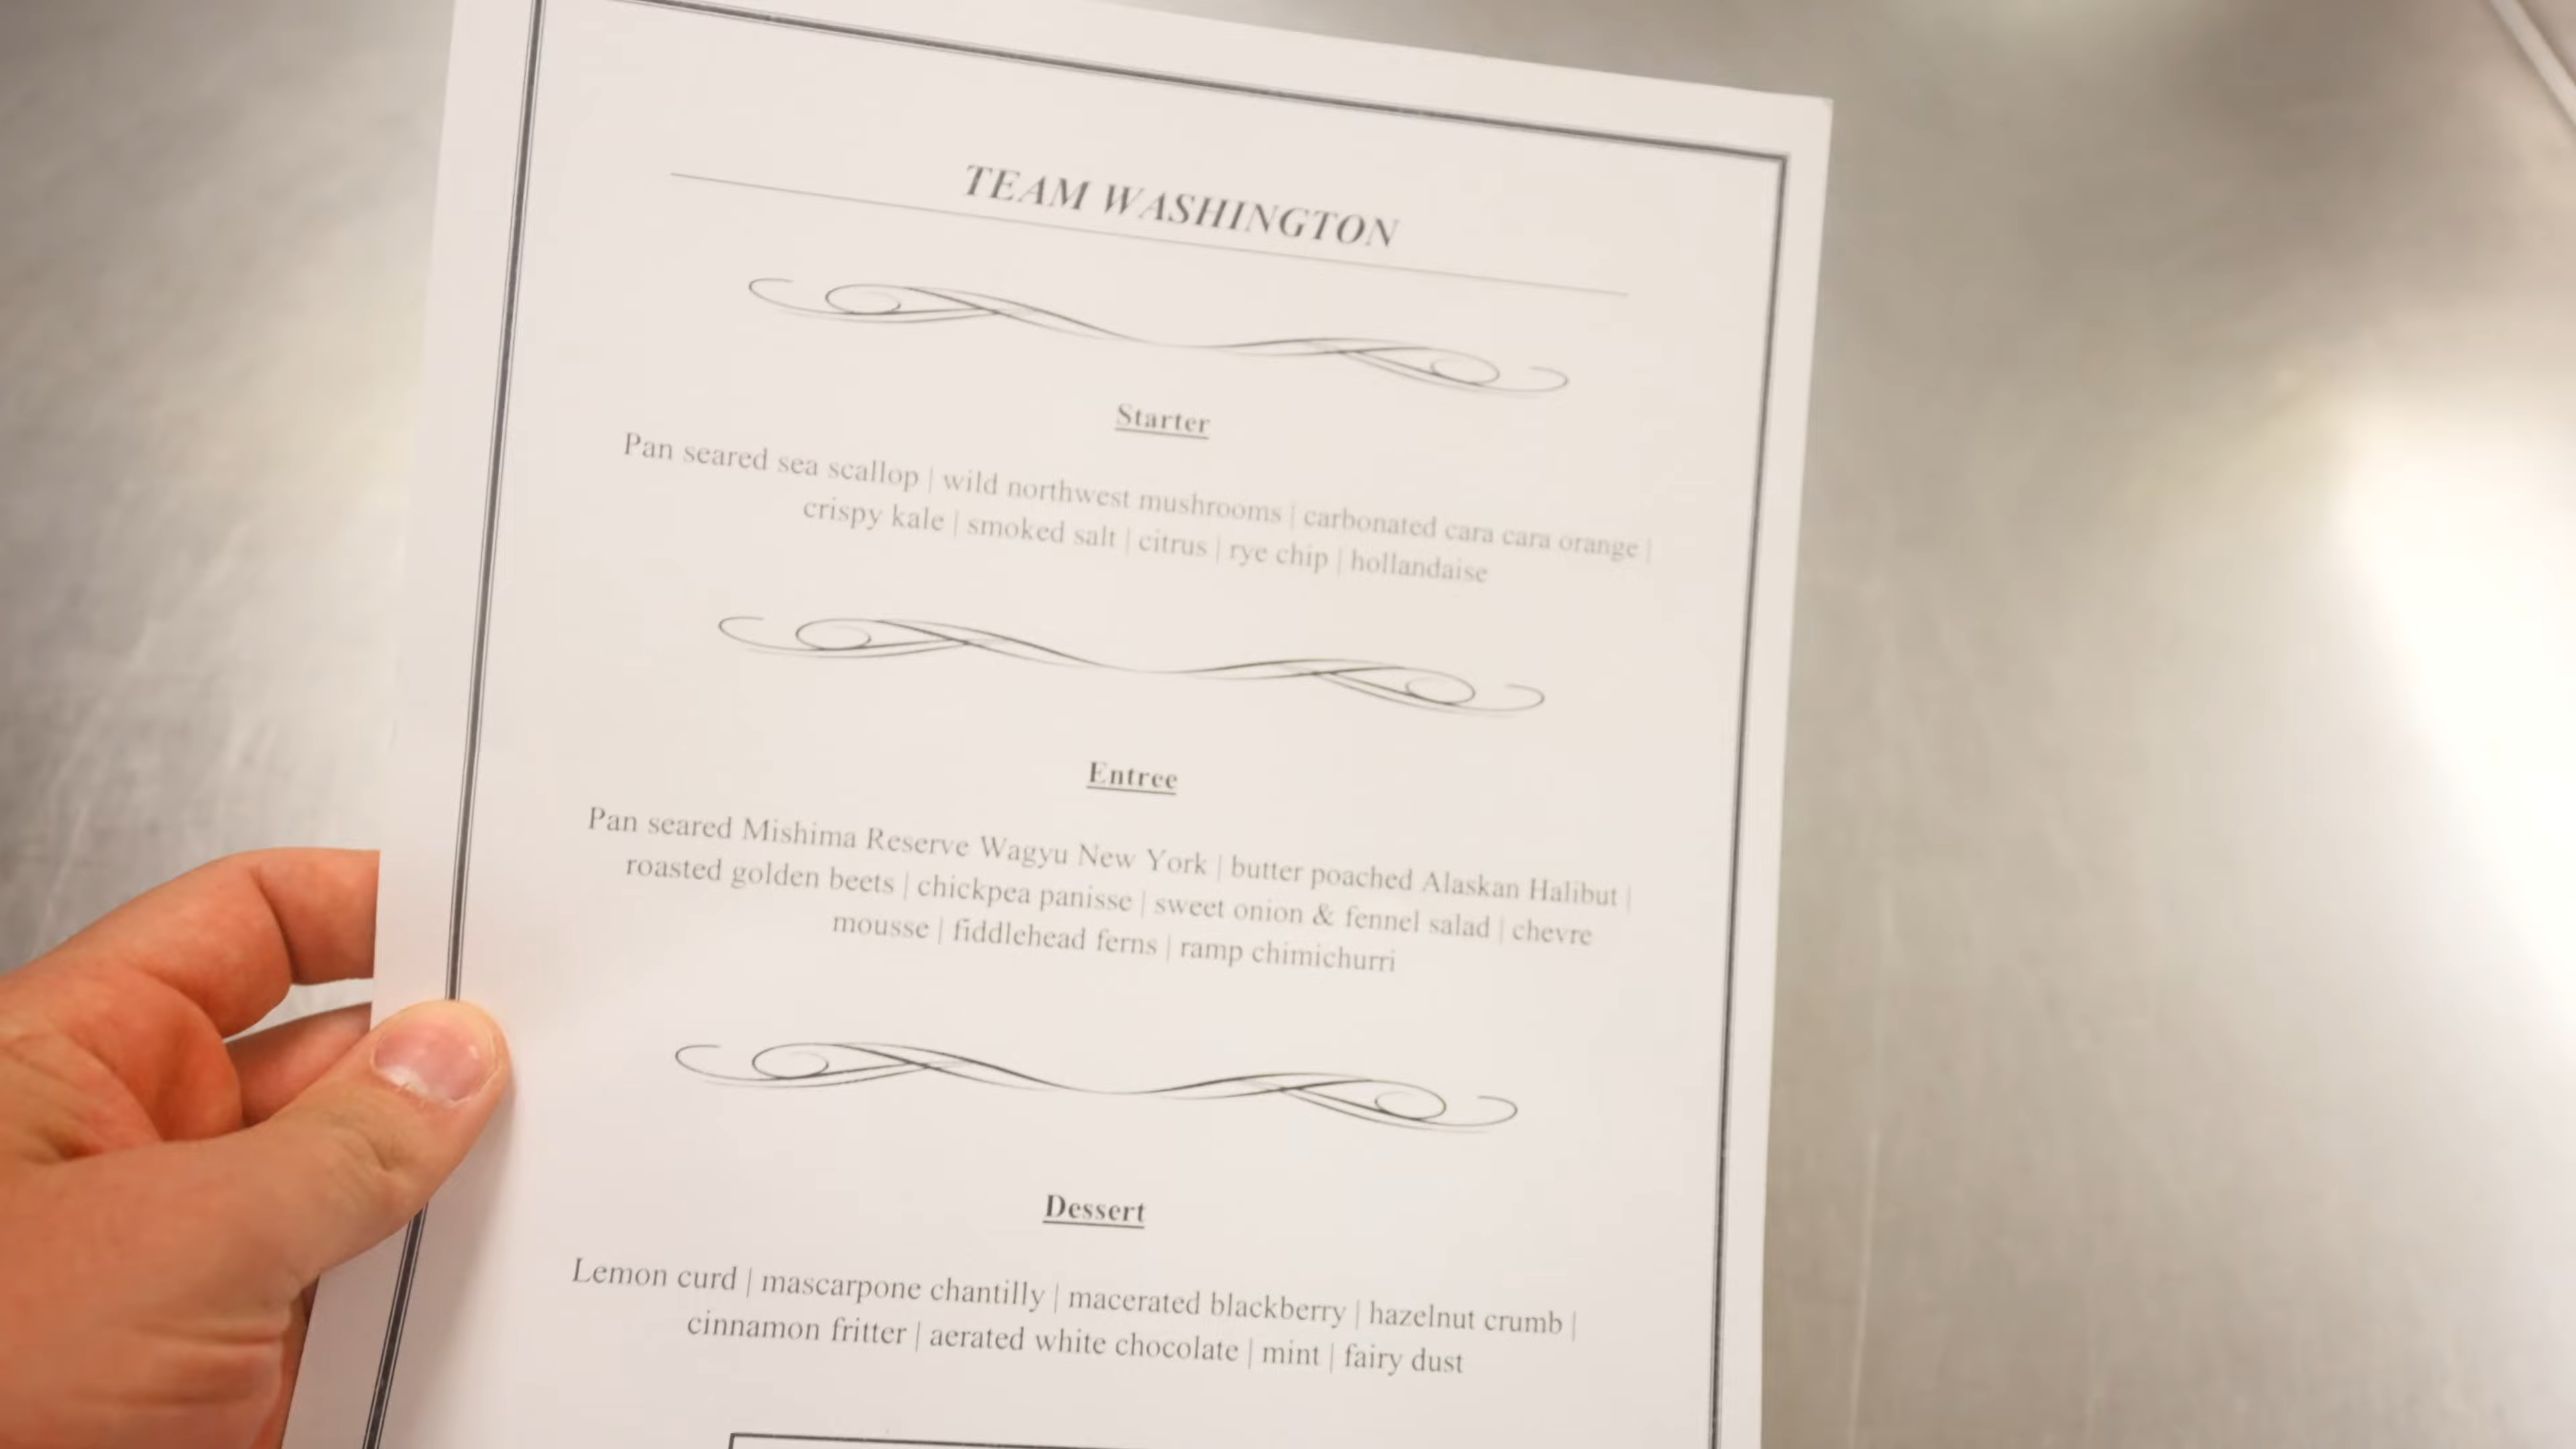 TEAM WASHINGTON
Starter
Pan seared sea scallop | wild northwest mushrooms | carbonated cara cara orange |
crispy kale | smoked salt | citrus | rye chip | hollandaise
Entree
Pan seared Mishima Reserve Wagyu New York | butter poached Alaskan Halibut |
roasted golden beets | chickpea panisse | sweet onion & fennel salad | chevre
mousse | fiddlehead ferns | ramp chimichurri
Dessert
Lemon curd | mascarpone chantilly | macerated blackberry | hazelnut crumb |
cinnamon fritter | aerated white chocolate | mint | fairy dust